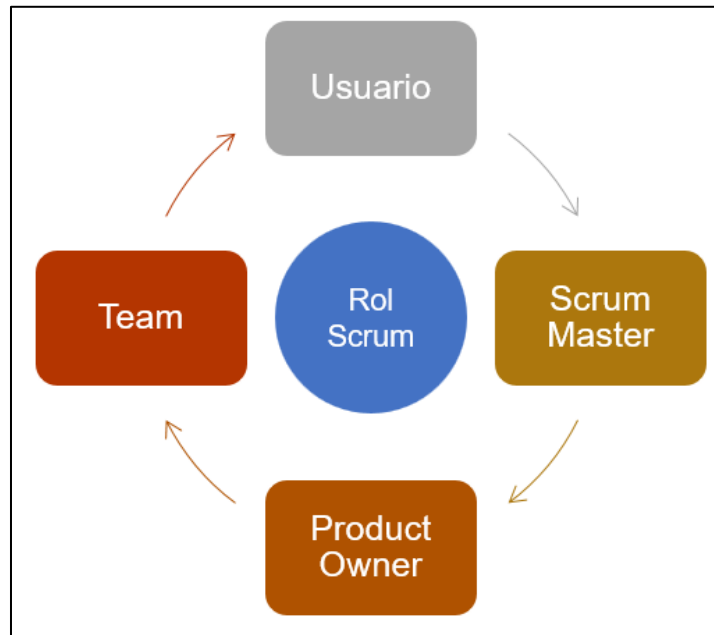 Usuario
Team
Rol
Scrum
Scrum
Master
Product
Owner